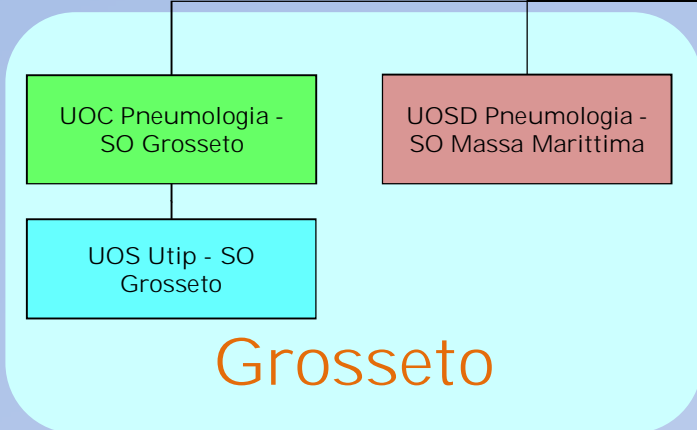 UOC Pneumologia -
SO Grosseto
UOSD Pneumologia -
SO Massa Marittima
UOS Utip - SO
Grosseto
Grosseto